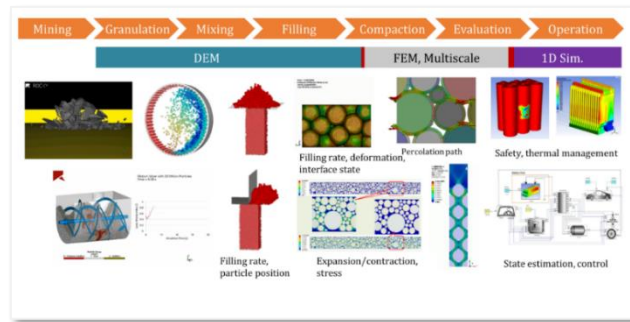 Mining
Granulation
Mixing
Filling
Compaction
Evaluation
Operation
DEM
FEM, Multiscale
1D Sim.
Filling rate, deformation,
interface state
Percolation path
Safety, thermal management
Filling rate,
particle position
Expansion/contraction,
stress
State estimation, control